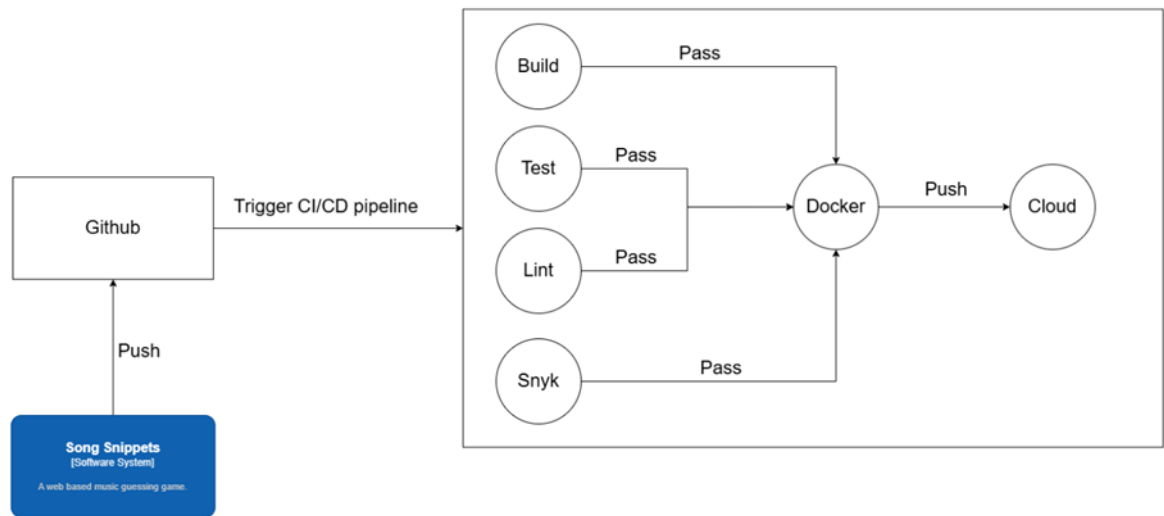 Build
Pass
Test
Pass
Github
Trigger CI/CD pipeline
Docker
Push
Cloud
Lint
Pass
Push
Snyk
Pass
Song Snippets
[Software System]
A web based music guessing game.